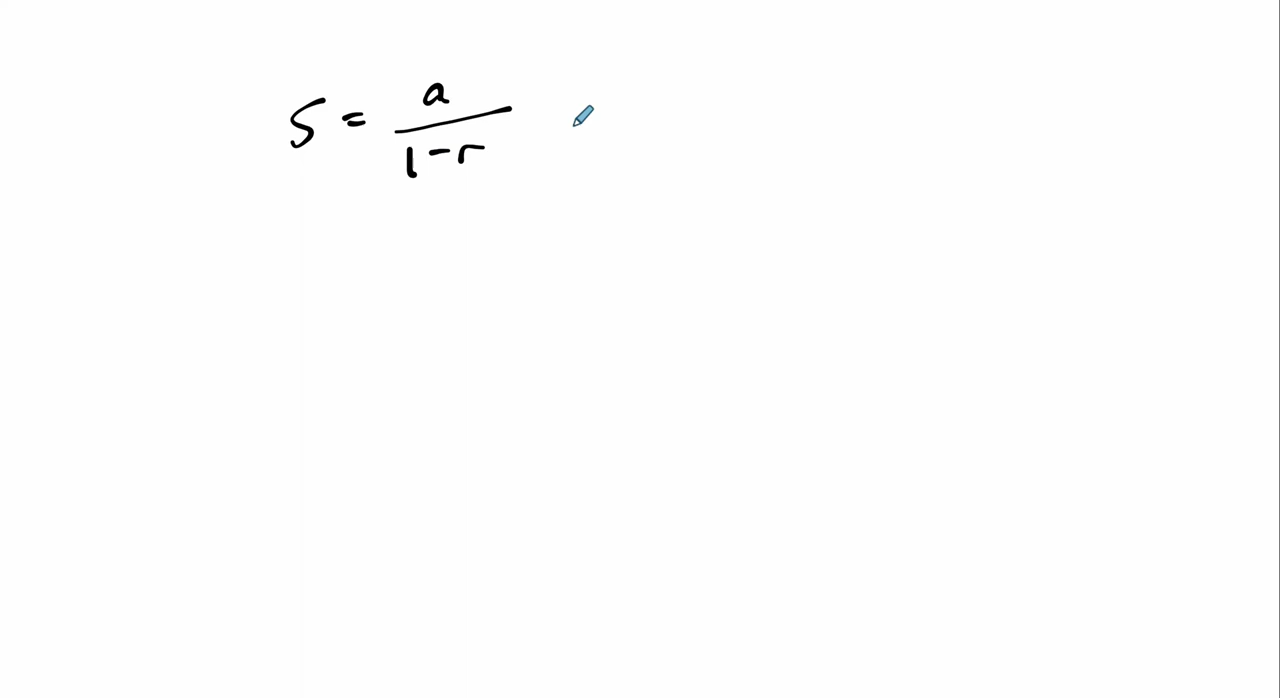 S = a/(1-r)